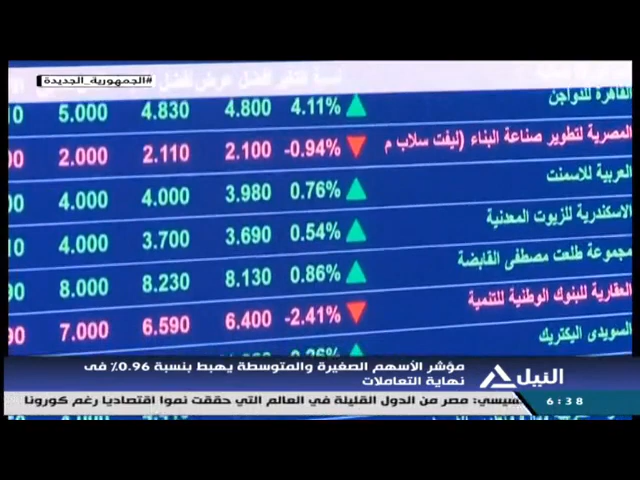 #الجمهورية_الجديدة
القاهرة للدواجن 4.11% 4.800 4.830 5.000
المصرية لتطوير صناعة البناء (ليفت سلاب م -0.94% 2.100 2.110 2.000
العربية للاسمنت 0.76% 3.980 4.000 4.000
الاسكندرية للزيوت المعدنية 0.54% 3.690 3.700 4.000
مجموعة طلعت مصطفى القابضة 0.86% 8.130 8.230 8.000
العقارية للبنوك الوطنية للتنمية -2.41% 6.400 6.590 7.000
السويدى اليكتريك
النيل
مؤشر الأسهم الصغيرة والمتوسطة يهبط بنسبة 0.96٪ فى
نهاية التعاملات
6:38 السيسي: مصر من الدول القليلة في العالم التي حققت نموا اقتصاديا رغم كورونا